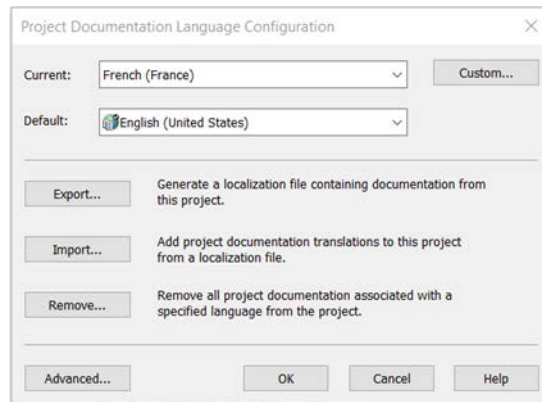 Project Documentation Language Configuration
Current:
French (France)
Custom...
Default:
English (United States)
Export...
Generate a localization file containing documentation from
this project.
Import...
Add project documentation translations to this project
from a localization file.
Remove...
Remove all project documentation associated with a
specified language from the project.
Advanced...
OK
Cancel
Help